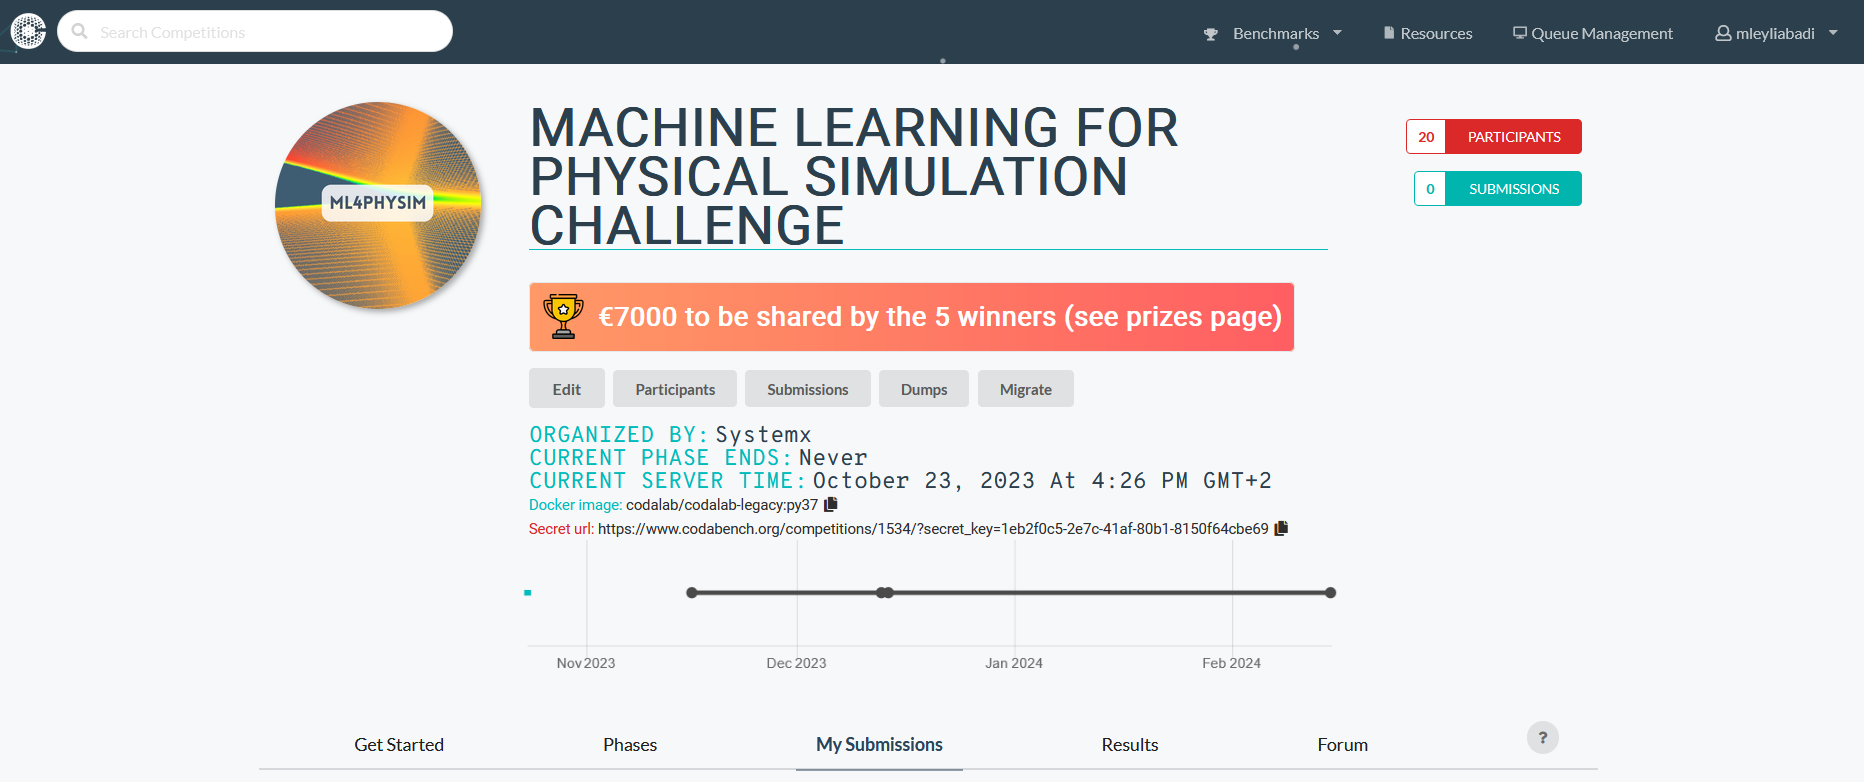 Search Competitions
Benchmarks
Resources
Queue Management
mleyliabadi
ML4PHYSIM
MACHINE LEARNING FOR
PHYSICAL SIMULATION
CHALLENGE
20 PARTICIPANTS
0 SUBMISSIONS
€7000 to be shared by the 5 winners (see prizes page)
Edit
Participants
Submissions
Dumps
Migrate
ORGANIZED BY: Systemx
CURRENT PHASE ENDS: Never
CURRENT SERVER TIME: October 23, 2023 At 4:26 PM GMT+2
Docker image: codalab/codalab-legacy:py37
Secret url: https://www.codabench.org/competitions/1534/?secret_key=1eb2f0c5-2e7c-41af-80b1-8150f64cbe69
Nov 2023
Dec 2023
Jan 2024
Feb 2024
Get Started
Phases
My Submissions
Results
Forum
?